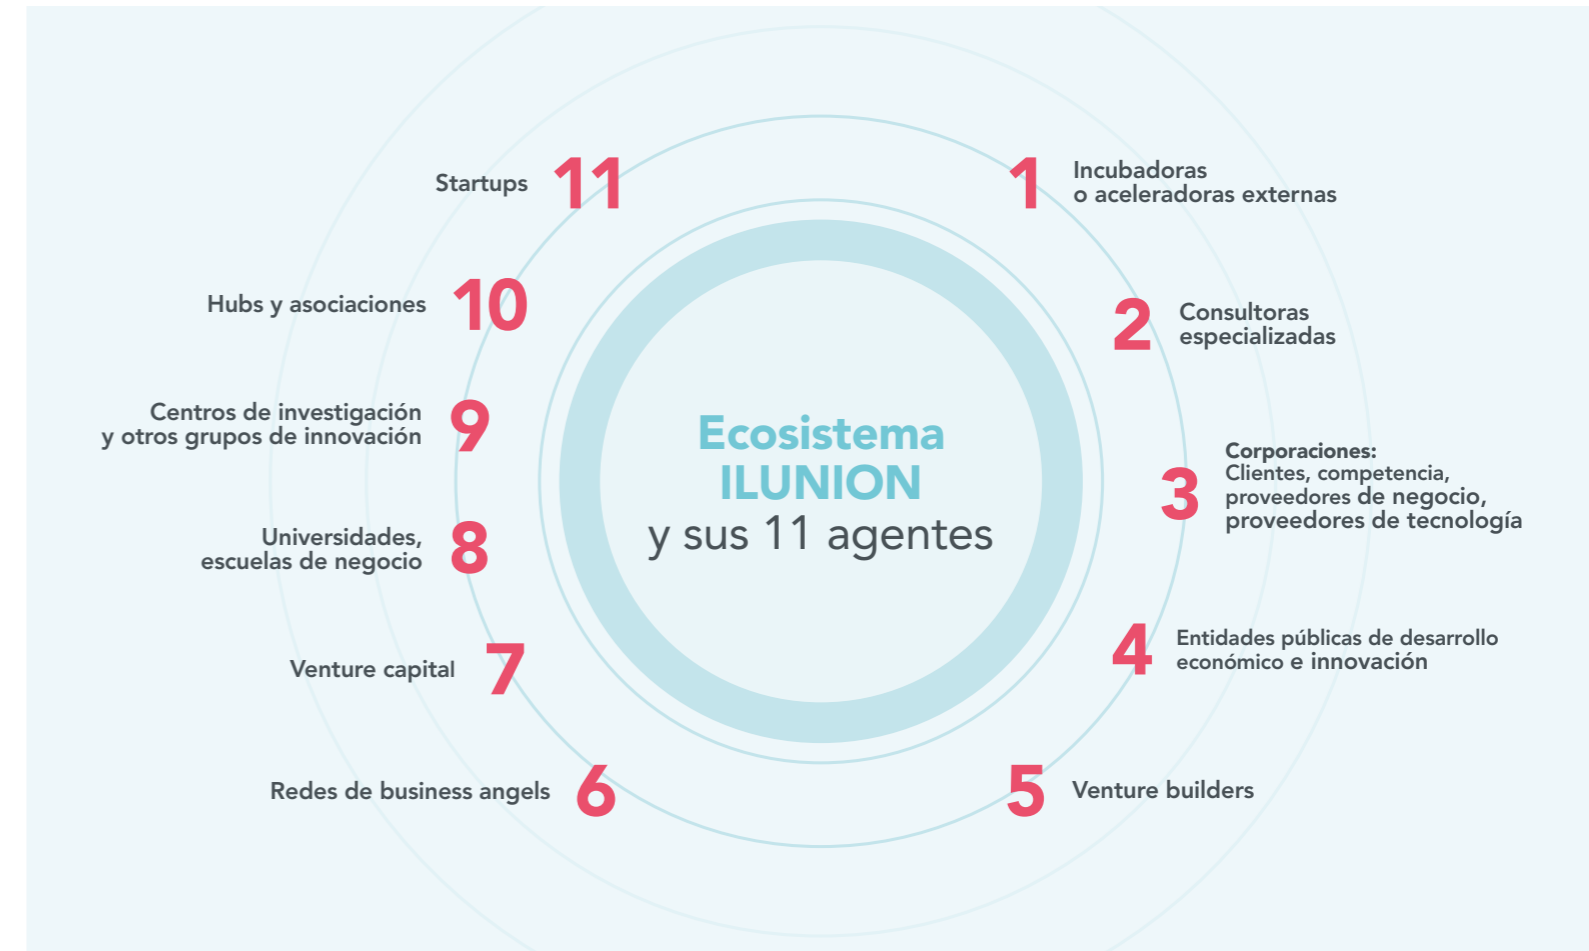 Ecosistema
ILUNION
y sus 11 agentes
1
Incubadoras
o aceleradoras externas
2
Consultoras
especializadas
3
Corporaciones:
Clientes, competencia,
proveedores de negocio,
proveedores de tecnología
4
Entidades públicas de desarrollo
económico e innovación
5
Venture builders
6
Redes de business angels
7
Venture capital
8
Universidades,
escuelas de negocio
9
Centros de investigación
y otros grupos de innovación
10
Hubs y asociaciones
11
Startups